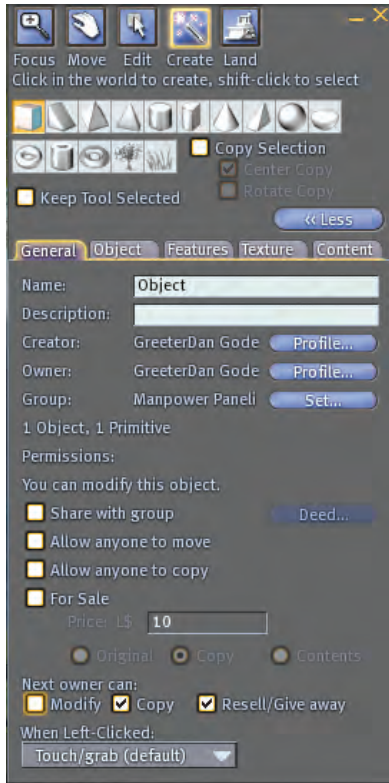 Focus Move Edit Create Land
Click in the world to create, shift-click to select
Copy Selection
Center Copy
Rotate Copy
Keep Tool Selected
<< Less
General Object Features Texture Content
Name: Object
Description:
Creator: GreeterDan Gode Profile...
Owner: GreeterDan Gode Profile...
Group: Manpower Paneli Set...
1 Object, 1 Primitive
Permissions:
You can modify this object.
Share with group Deed...
Allow anyone to move
Allow anyone to copy
For Sale
Price: L$ 10
Original Copy Contents
Next owner can:
Modify Copy Resell/Give away
When Left-Clicked:
Touch/grab (default)